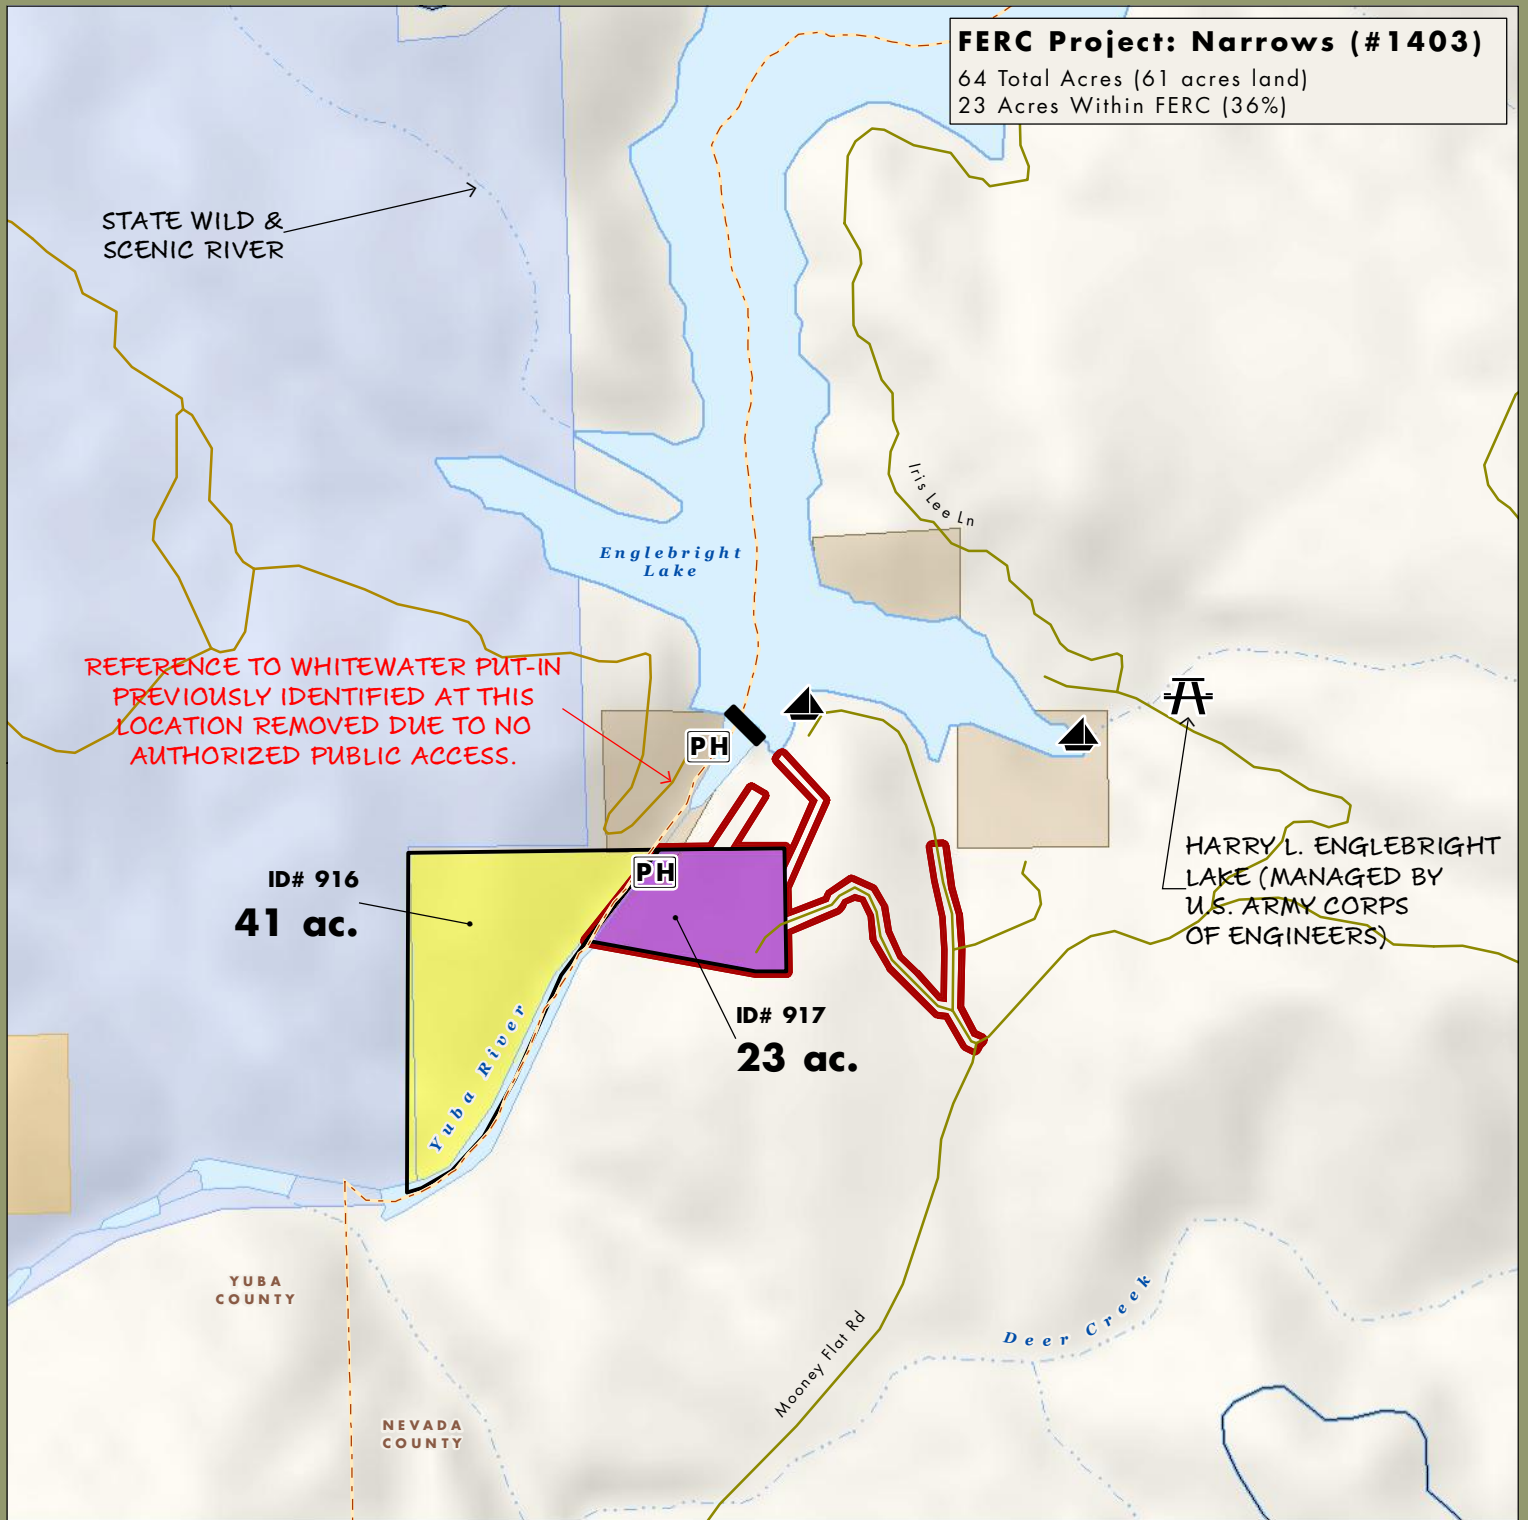 FERC Project: Narrows (#1403)
64 Total Acres (61 acres land)
23 Acres Within FERC (36%)
STATE WILD &
SCENIC RIVER
Iris Lee Ln
Englebright
Lake
REFERENCE TO WHITEWATER PUT-IN
PREVIOUSLY IDENTIFIED AT THIS
LOCATION REMOVED DUE TO NO
AUTHORIZED PUBLIC ACCESS.
PH
HARRY L. ENGLEBRIGHT
LAKE (MANAGED BY
U.S. ARMY CORPS
OF ENGINEERS)
PH
ID# 916
41 ac.
ID# 917
23 ac.
Yuba River
YUBA
COUNTY
Deer Creek
Mooney Flat Rd
NEVADA
COUNTY